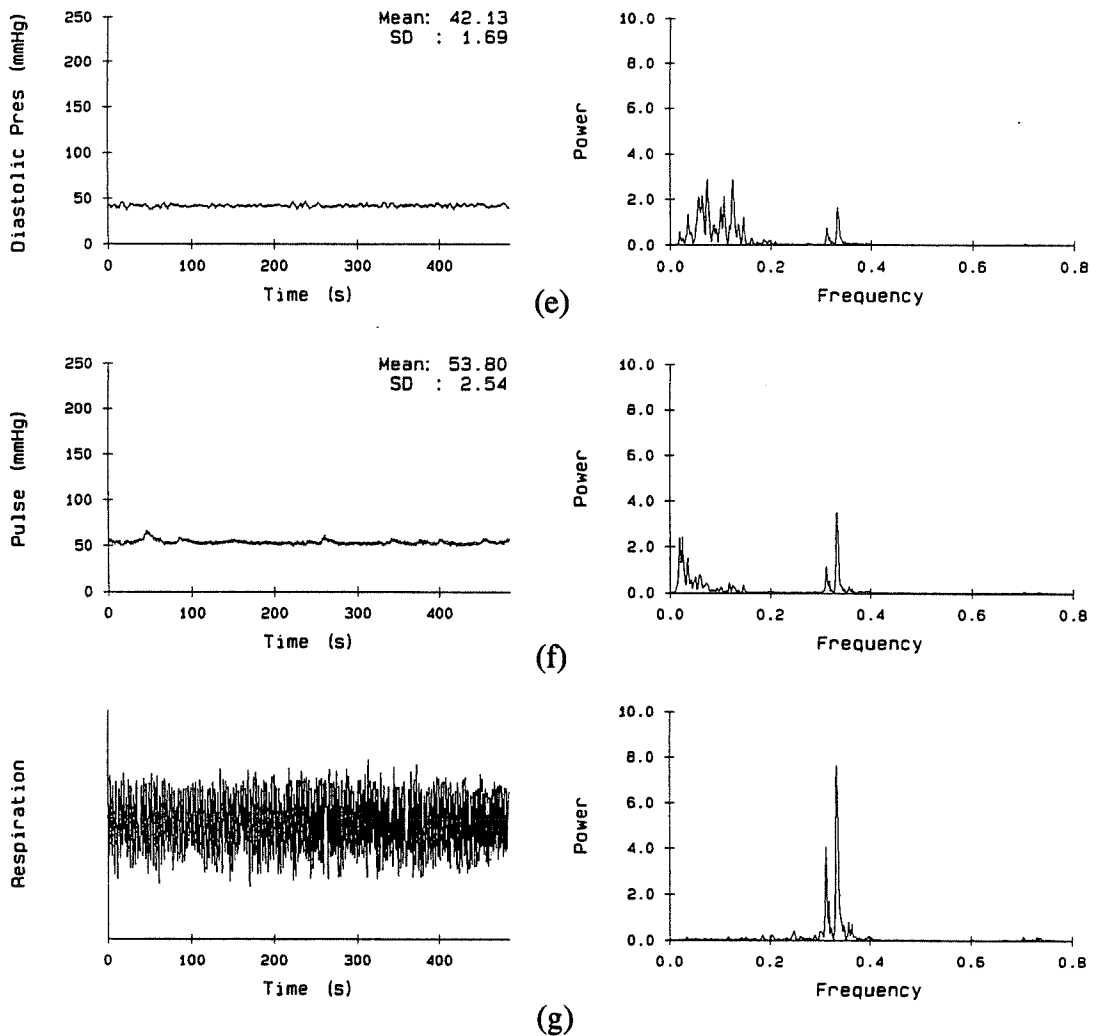 Diastolic Pres (mmHg)
250
200
150
100
50
0
Mean: 42.13
SD : 1.69
0 100 200 300 400
Time (s)
Power
10.0
8.0
6.0
4.0
2.0
0.0
0.0 0.2 0.4 0.6 0.8
Frequency
(e)
Pulse (mmHg)
250
200
150
100
50
0
Mean: 53.80
SD : 2.54
0 100 200 300 400
Time (s)
Power
10.0
8.0
6.0
4.0
2.0
0.0
0.0 0.2 0.4 0.6 0.8
Frequency
(f)
Respiration
0 100 200 300 400
Time (s)
Power
10.0
8.0
6.0
4.0
2.0
0.0
0.0 0.2 0.4 0.6 0.8
Frequency
(g)